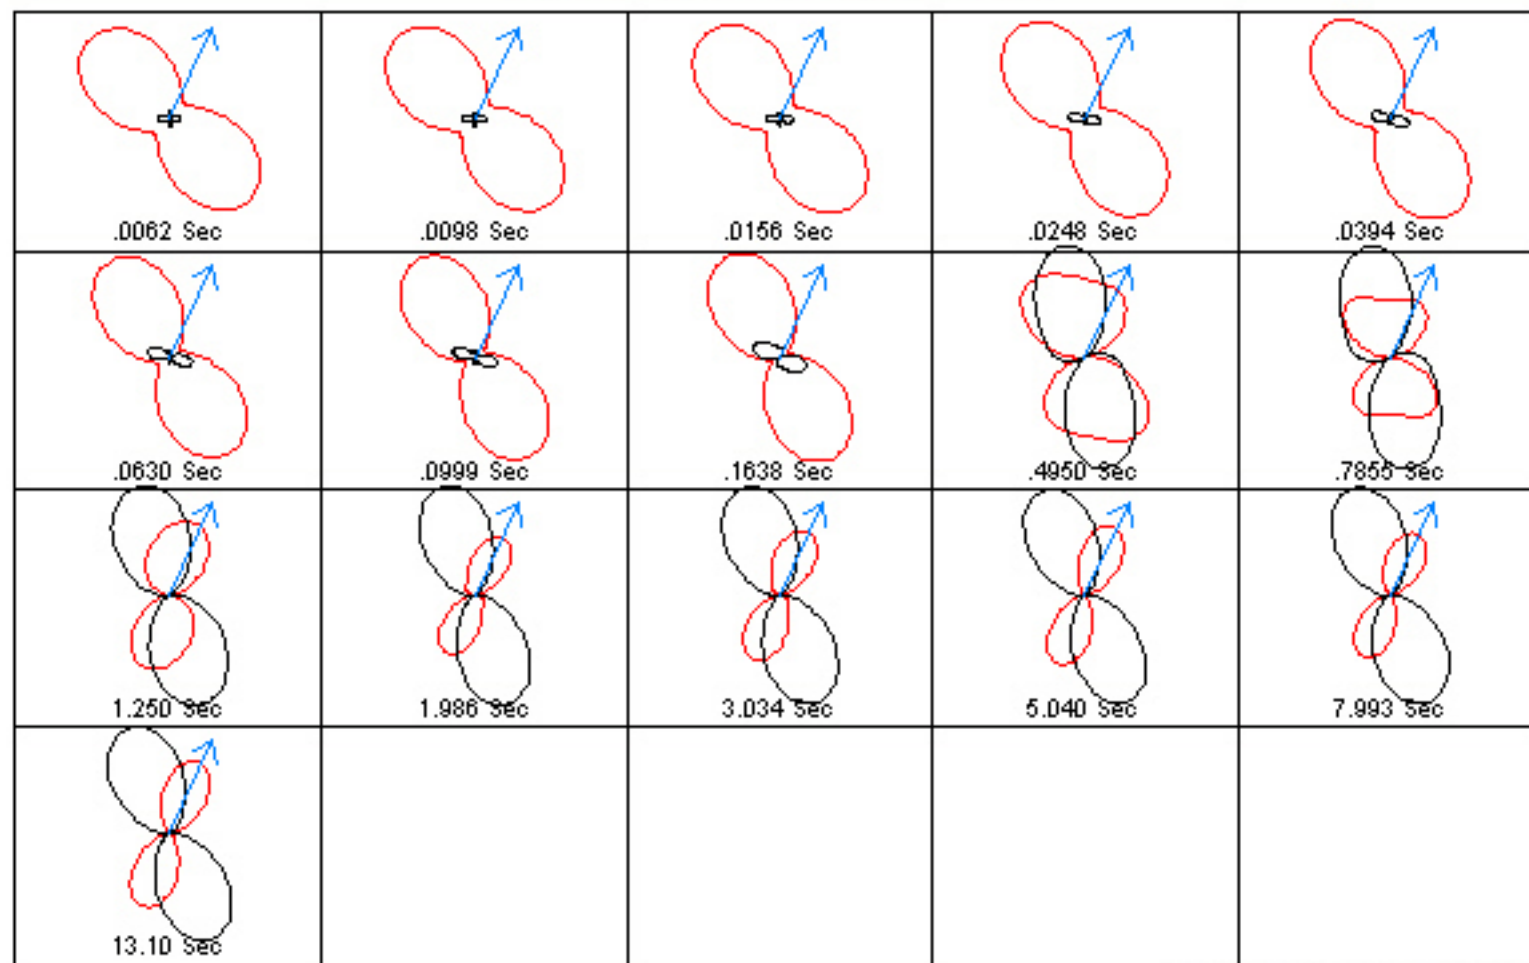 .0062 Sec
.0098 Sec
.0156 Sec
.0248 Sec
.0394 Sec
.0630 Sec
.0999 Sec
.1638 Sec
.4950 Sec
.7855 Sec
1.250 Sec
1.986 Sec
3.034 Sec
5.040 Sec
7.993 Sec
13.10 Sec